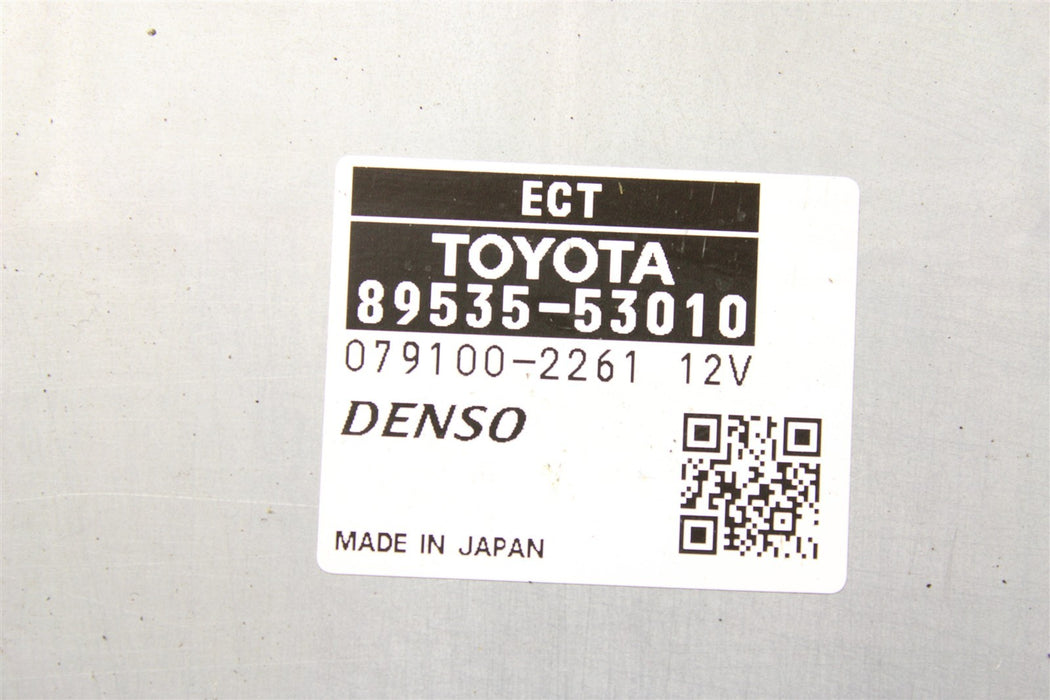 ECT
TOYOTA
89535-53010
079100-2261 12V
DENSO
MADE IN JAPAN